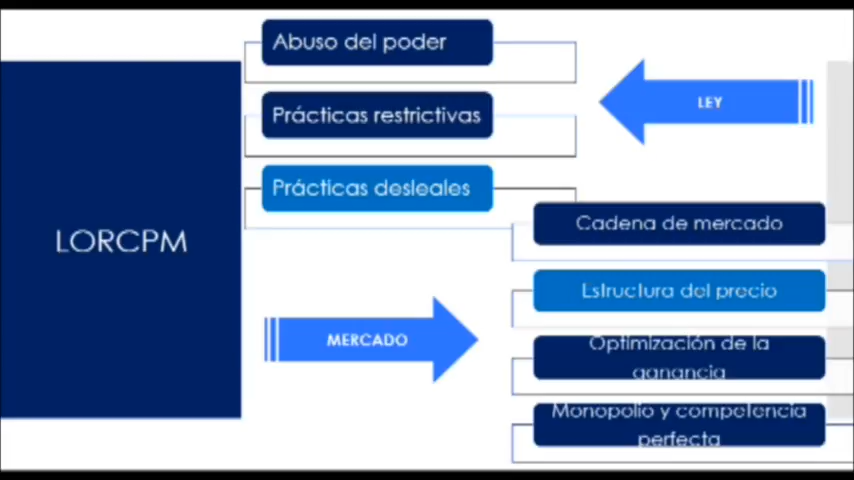 Abuso del poder
LEY
Prácticas restrictivas
Prácticas desleales
LORCPM
Cadena de mercado
Estructura del precio
MERCADO
Optimización de la
ganancia
Monopolio y competencia
perfecta